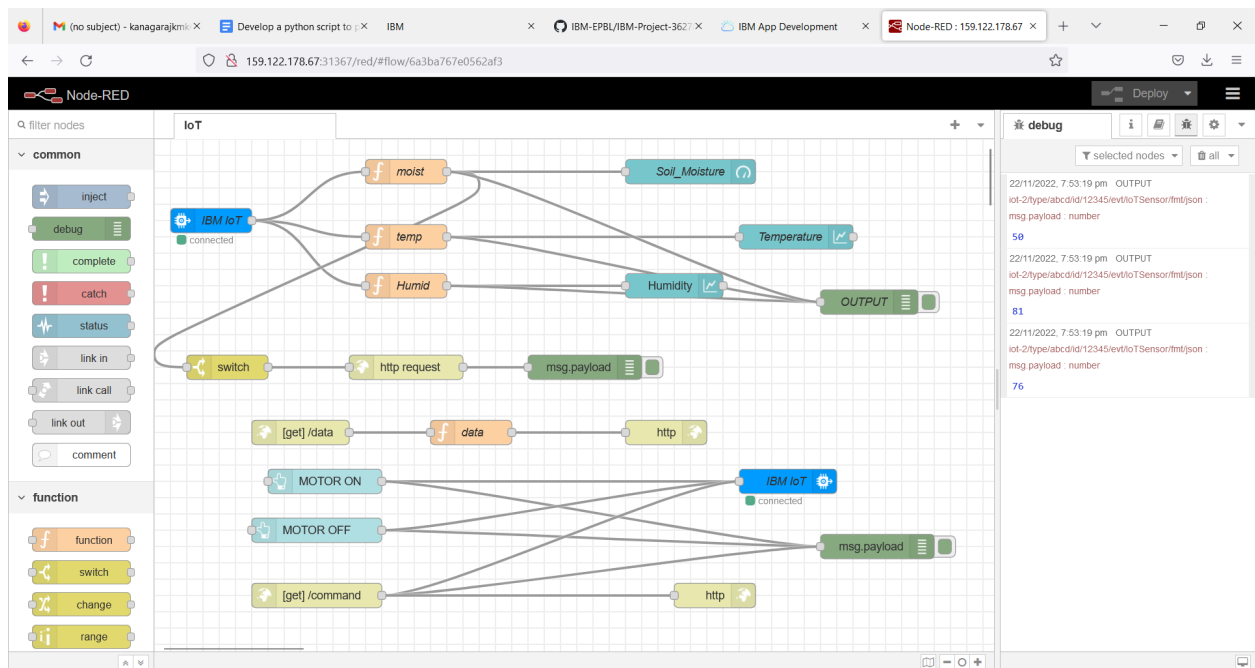 M (no subject) - kanagarajkmk
Develop a python script to p
IBM
IBM-EPBL/IBM-Project-3627
IBM App Development
Node-RED : 159.122.178.67
159.122.178.67:31367/red/#flow/6a3ba767e0562af3
Node-RED
Deploy
filter nodes
IoT
debug
i
selected nodes
all
common
inject
debug
complete
catch
status
link in
link call
link out
comment
function
function
switch
change
range
moist
Soil_Moisture
IBM IoT
connected
temp
Temperature
Humid
Humidity
OUTPUT
switch
http request
msg.payload
[get] /data
data
http
MOTOR ON
IBM IoT
connected
MOTOR OFF
msg.payload
[get] /command
http
22/11/2022, 7:53:19 pm OUTPUT
iot-2/type/abcd/id/12345/evt/IoTSensor/fmt/json :
msg.payload : number
50
22/11/2022, 7:53:19 pm OUTPUT
iot-2/type/abcd/id/12345/evt/IoTSensor/fmt/json :
msg.payload : number
81
22/11/2022, 7:53:19 pm OUTPUT
iot-2/type/abcd/id/12345/evt/IoTSensor/fmt/json :
msg.payload : number
76